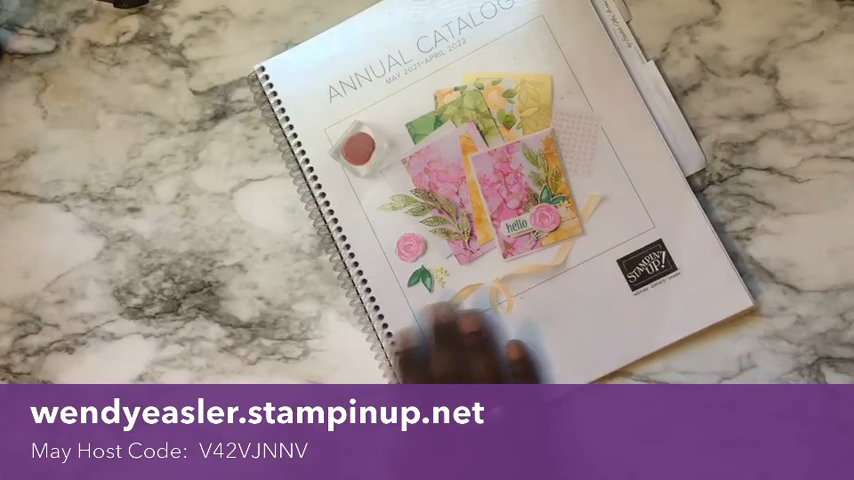 ANNUAL CATALOG
MAY 2021–APRIL 2022
hello
STAMPIN' UP!
wendyeasler.stampinup.net
May Host Code: V42VJNNV